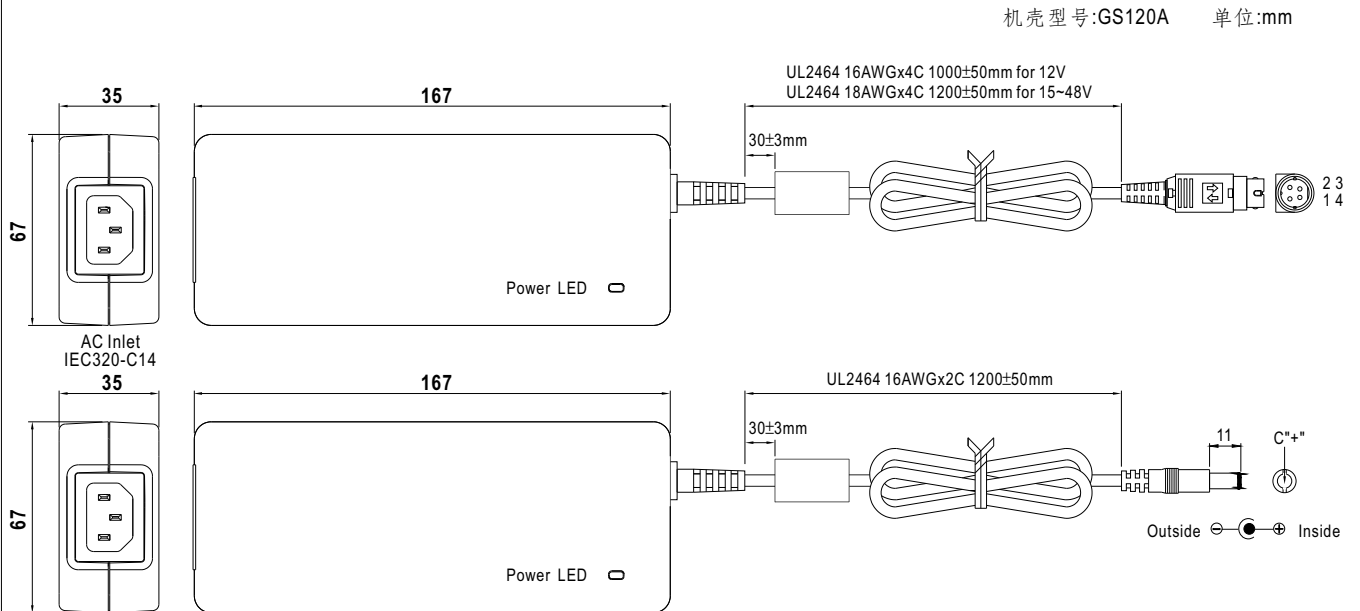 机壳型号:GS120A 单位:mm
UL2464 16AWGx4C 1000±50mm for 12V
UL2464 18AWGx4C 1200±50mm for 15~48V
35
167
30±3mm
67
2 3
1 4
Power LED
AC Inlet
IEC320-C14
35
167
UL2464 16AWGx2C 1200±50mm
30±3mm
11
C"+"
67
Outside
Inside
Power LED